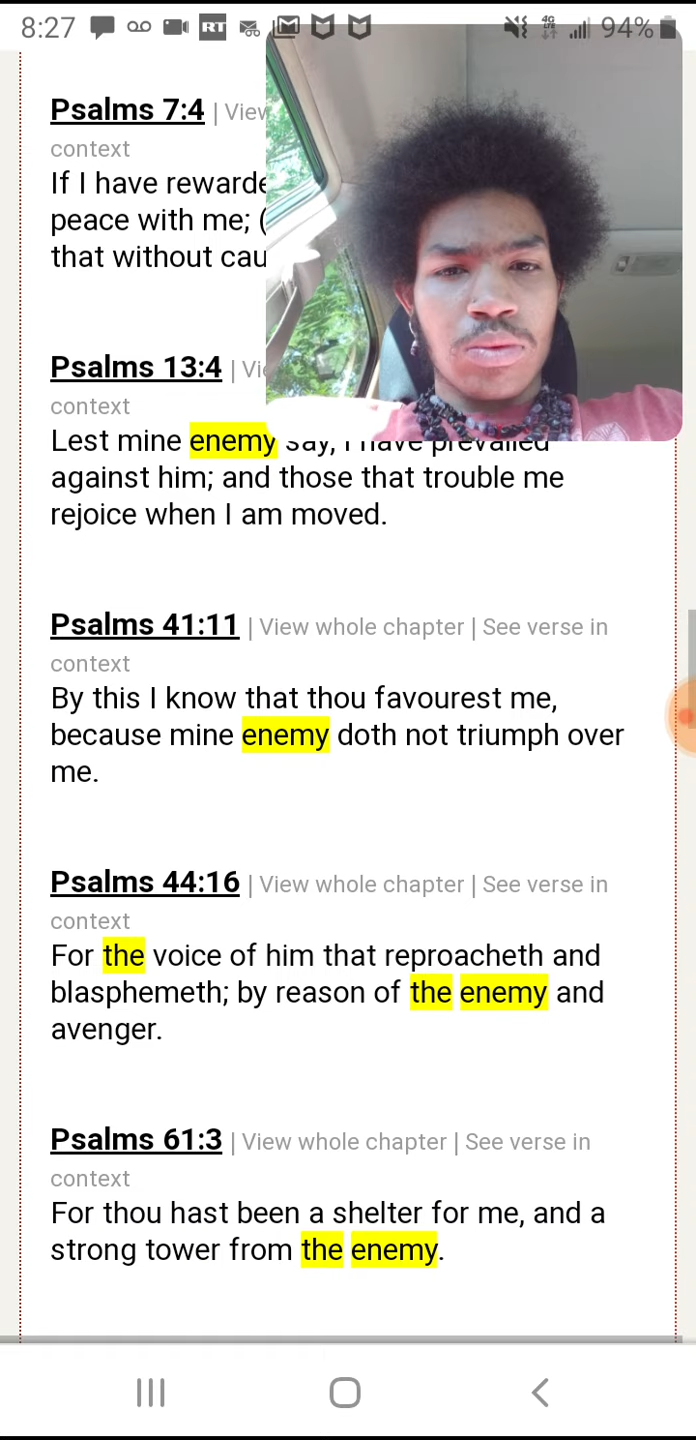 8:27 RT 4G 94%
Psalms 7:4 | View
context
If I have rewarde
peace with me; (
that without cau
Psalms 13:4 | Vi
context
Lest mine enemy say, I have prevailed
against him; and those that trouble me
rejoice when I am moved.
Psalms 41:11 | View whole chapter | See verse in
context
By this I know that thou favourest me,
because mine enemy doth not triumph over
me.
Psalms 44:16 | View whole chapter | See verse in
context
For the voice of him that reproacheth and
blasphemeth; by reason of the enemy and
avenger.
Psalms 61:3 | View whole chapter | See verse in
context
For thou hast been a shelter for me, and a
strong tower from the enemy.